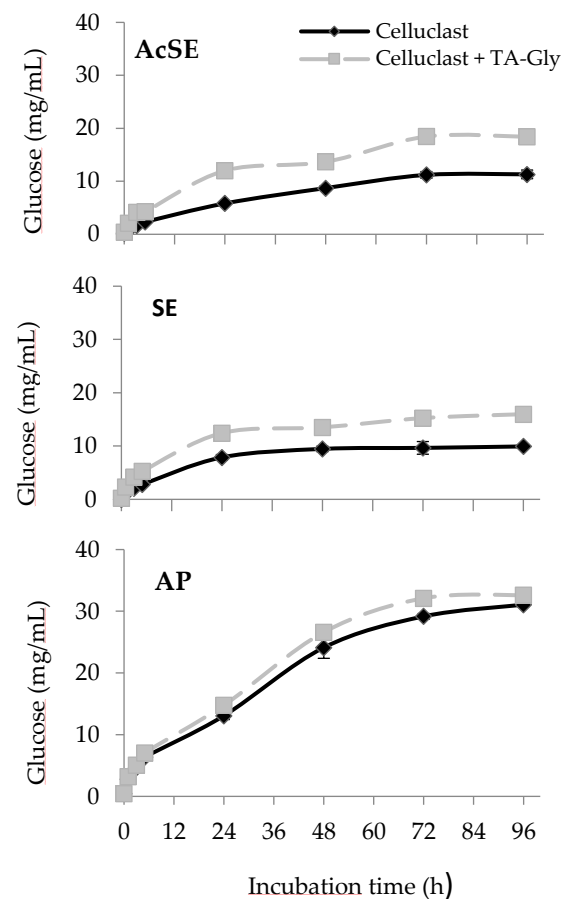 40
AcSE
Celluclast
Celluclast + TA-Gly
30
20
10
0
Glucose (mg/mL)
40
SE
30
20
10
0
Glucose (mg/mL)
40
AP
30
20
10
0
Glucose (mg/mL)
0 12 24 36 48 60 72 84 96
Incubation time (h)